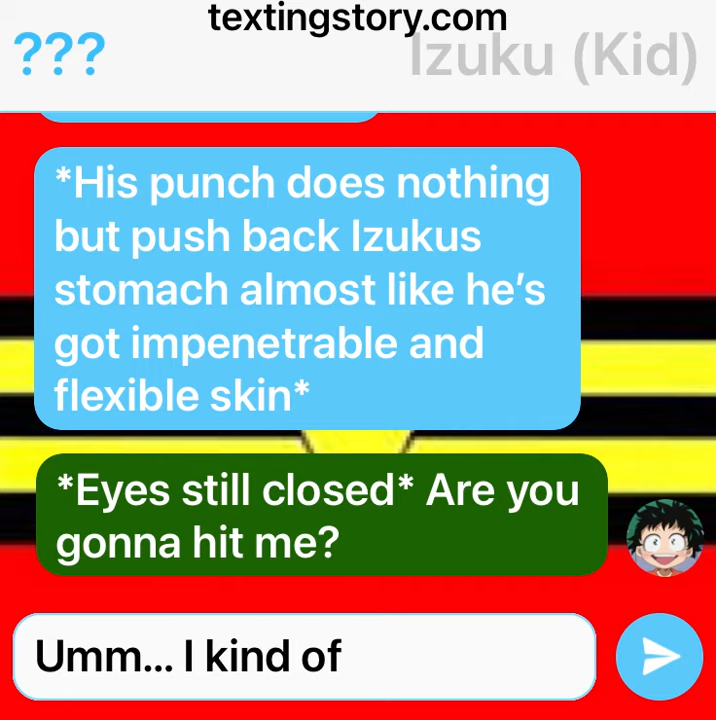 textingstory.com
???
Izuku (Kid)
*His punch does nothing
but push back Izukus
stomach almost like he’s
got impenetrable and
flexible skin*
*Eyes still closed* Are you
gonna hit me?
Umm... I kind of